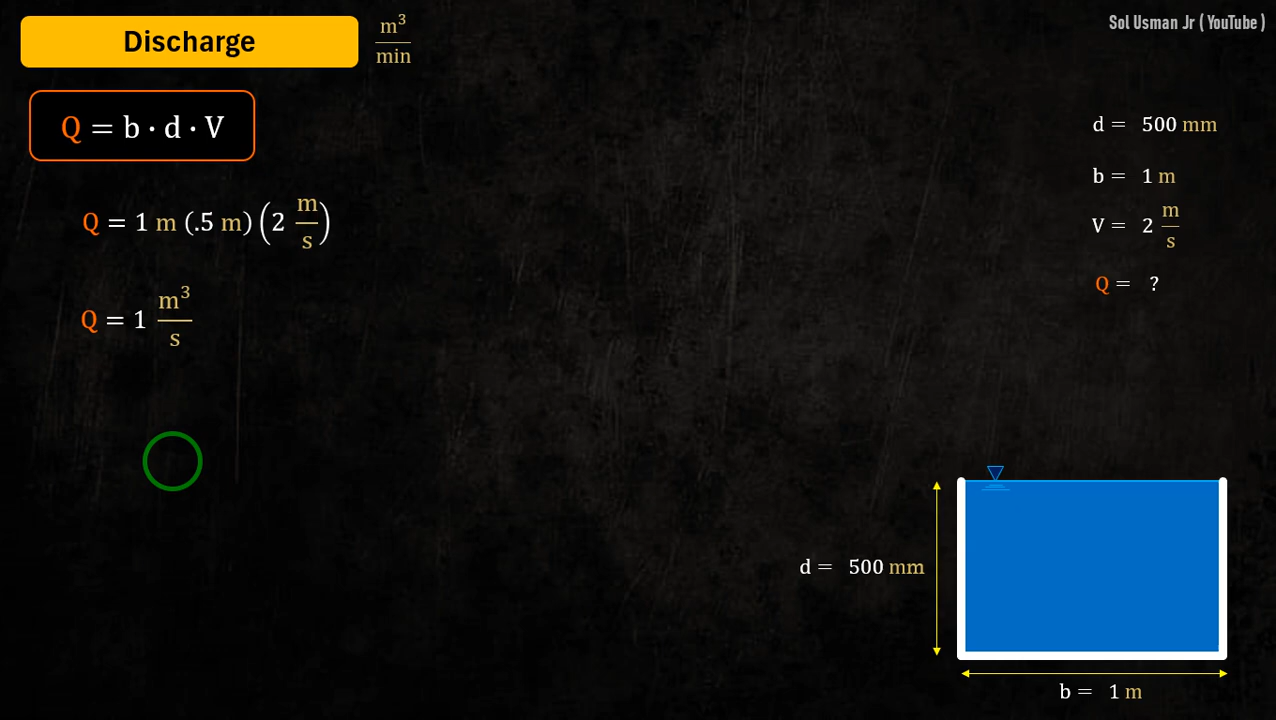 Discharge m³/min
Sol Usman Jr ( YouTube )
Q = b · d · V
Q = 1 m (.5 m) (2 m/s)
Q = 1 m³/s
d = 500 mm
b = 1 m
V = 2 m/s
Q = ?
d = 500 mm
b = 1 m